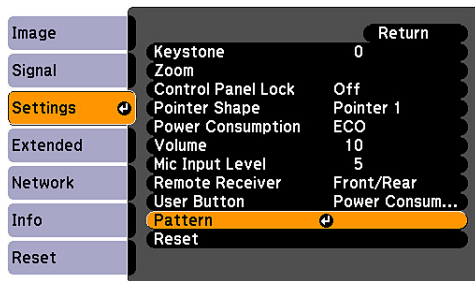 Image
Signal
Settings
Extended
Network
Info
Reset
Return
Keystone 0
Zoom
Control Panel Lock Off
Pointer Shape Pointer 1
Power Consumption ECO
Volume 10
Mic Input Level 5
Remote Receiver Front/Rear
User Button Power Consum...
Pattern
Reset